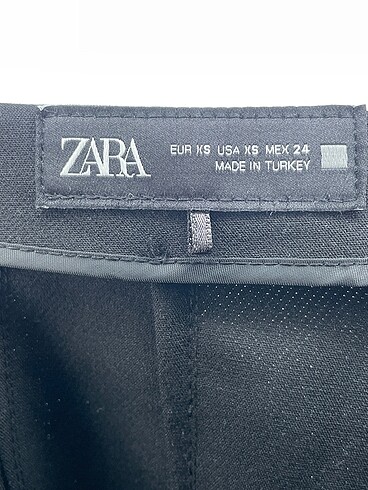 ZARA
EUR XS USA XS MEX 24
MADE IN TURKEY